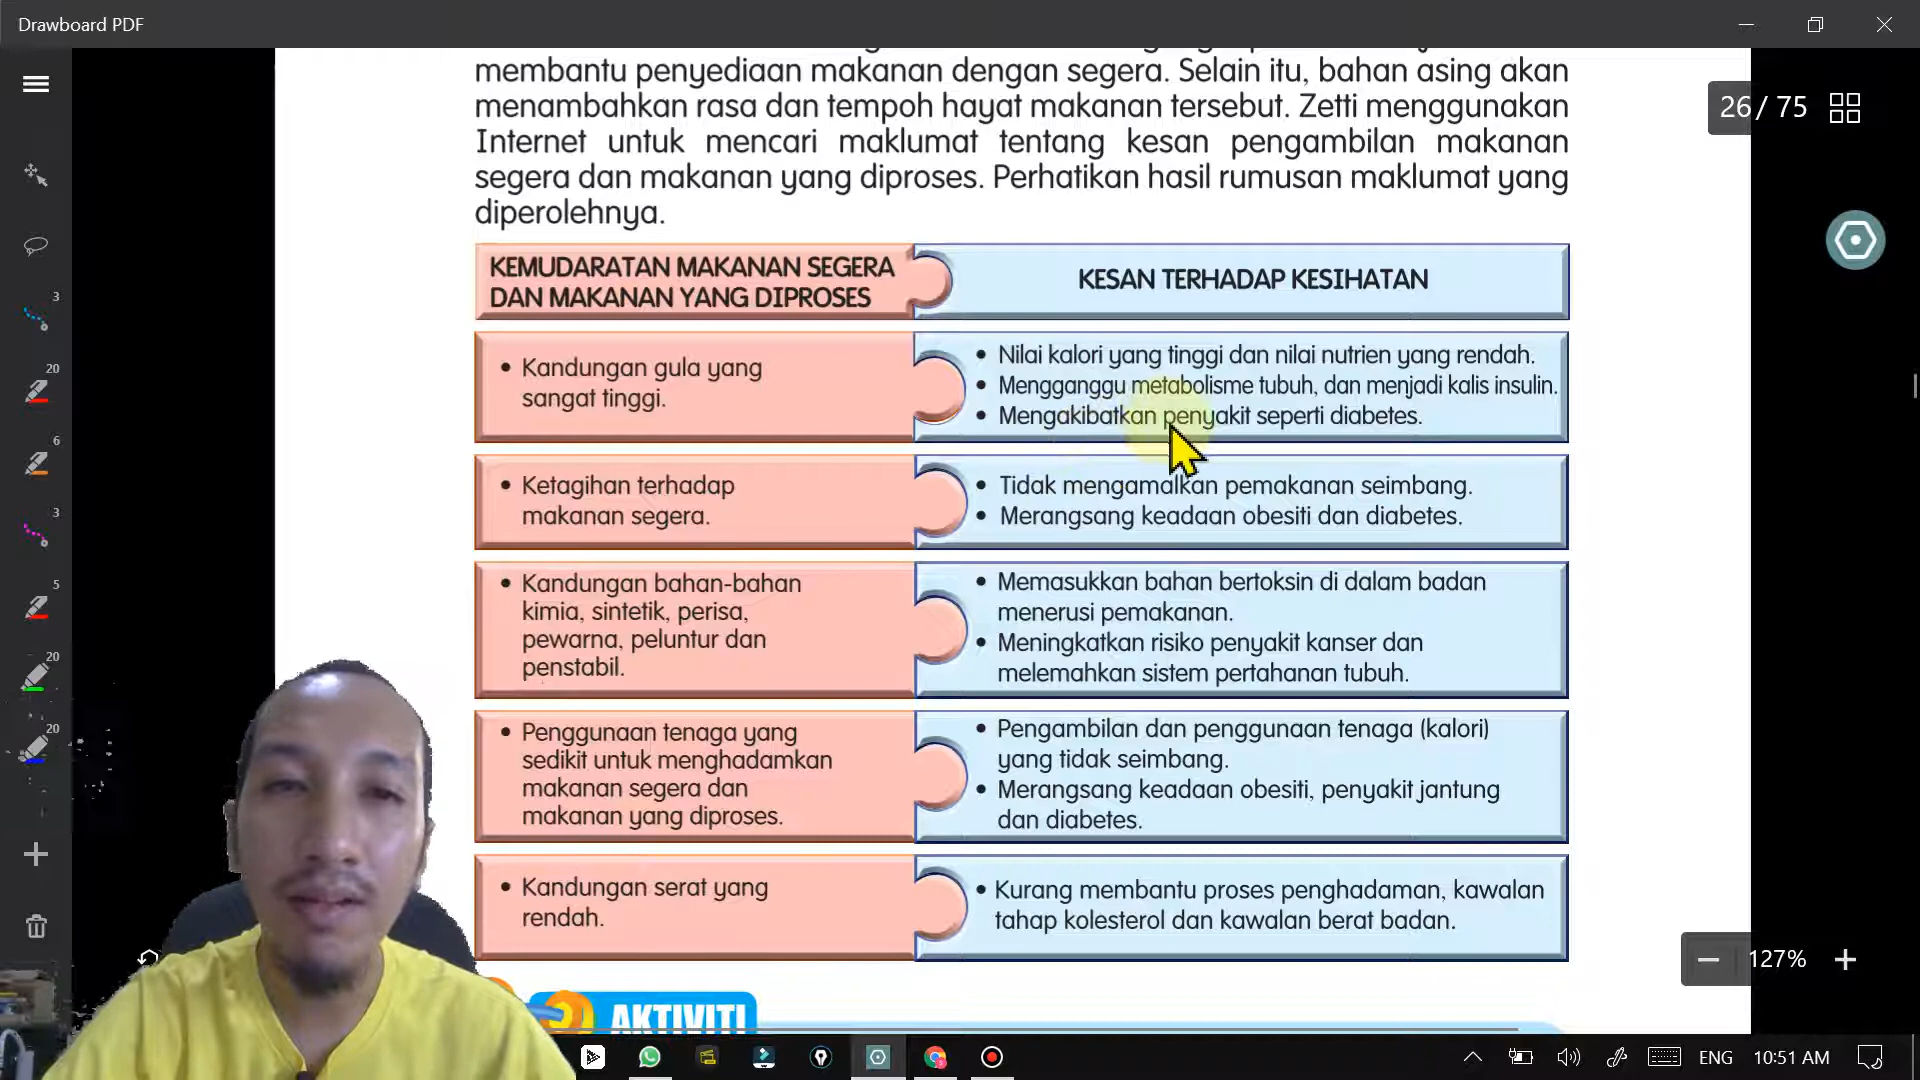 Drawboard PDF
membantu penyediaan makanan dengan segera. Selain itu, bahan asing akan
menambahkan rasa dan tempoh hayat makanan tersebut. Zetti menggunakan
Internet untuk mencari maklumat tentang kesan pengambilan makanan
segera dan makanan yang diproses. Perhatikan hasil rumusan maklumat yang
diperolehnya.
26 / 75
KEMUDARATAN MAKANAN SEGERA
DAN MAKANAN YANG DIPROSES
KESAN TERHADAP KESIHATAN
• Kandungan gula yang
sangat tinggi.
• Nilai kalori yang tinggi dan nilai nutrien yang rendah.
• Mengganggu metabolisme tubuh, dan menjadi kalis insulin.
• Mengakibatkan penyakit seperti diabetes.
• Ketagihan terhadap
makanan segera.
• Tidak mengamalkan pemakanan seimbang.
• Merangsang keadaan obesiti dan diabetes.
• Kandungan bahan-bahan
kimia, sintetik, perisa,
pewarna, peluntur dan
penstabil.
• Memasukkan bahan bertoksin di dalam badan
menerusi pemakanan.
• Meningkatkan risiko penyakit kanser dan
melemahkan sistem pertahanan tubuh.
• Penggunaan tenaga yang
sedikit untuk menghadamkan
makanan segera dan
makanan yang diproses.
• Pengambilan dan penggunaan tenaga (kalori)
yang tidak seimbang.
• Merangsang keadaan obesiti, penyakit jantung
dan diabetes.
• Kandungan serat yang
rendah.
• Kurang membantu proses penghadaman, kawalan
tahap kolesterol dan kawalan berat badan.
AKTIVITI
3
20
6
3
5
20
20
127%
ENG
10:51 AM